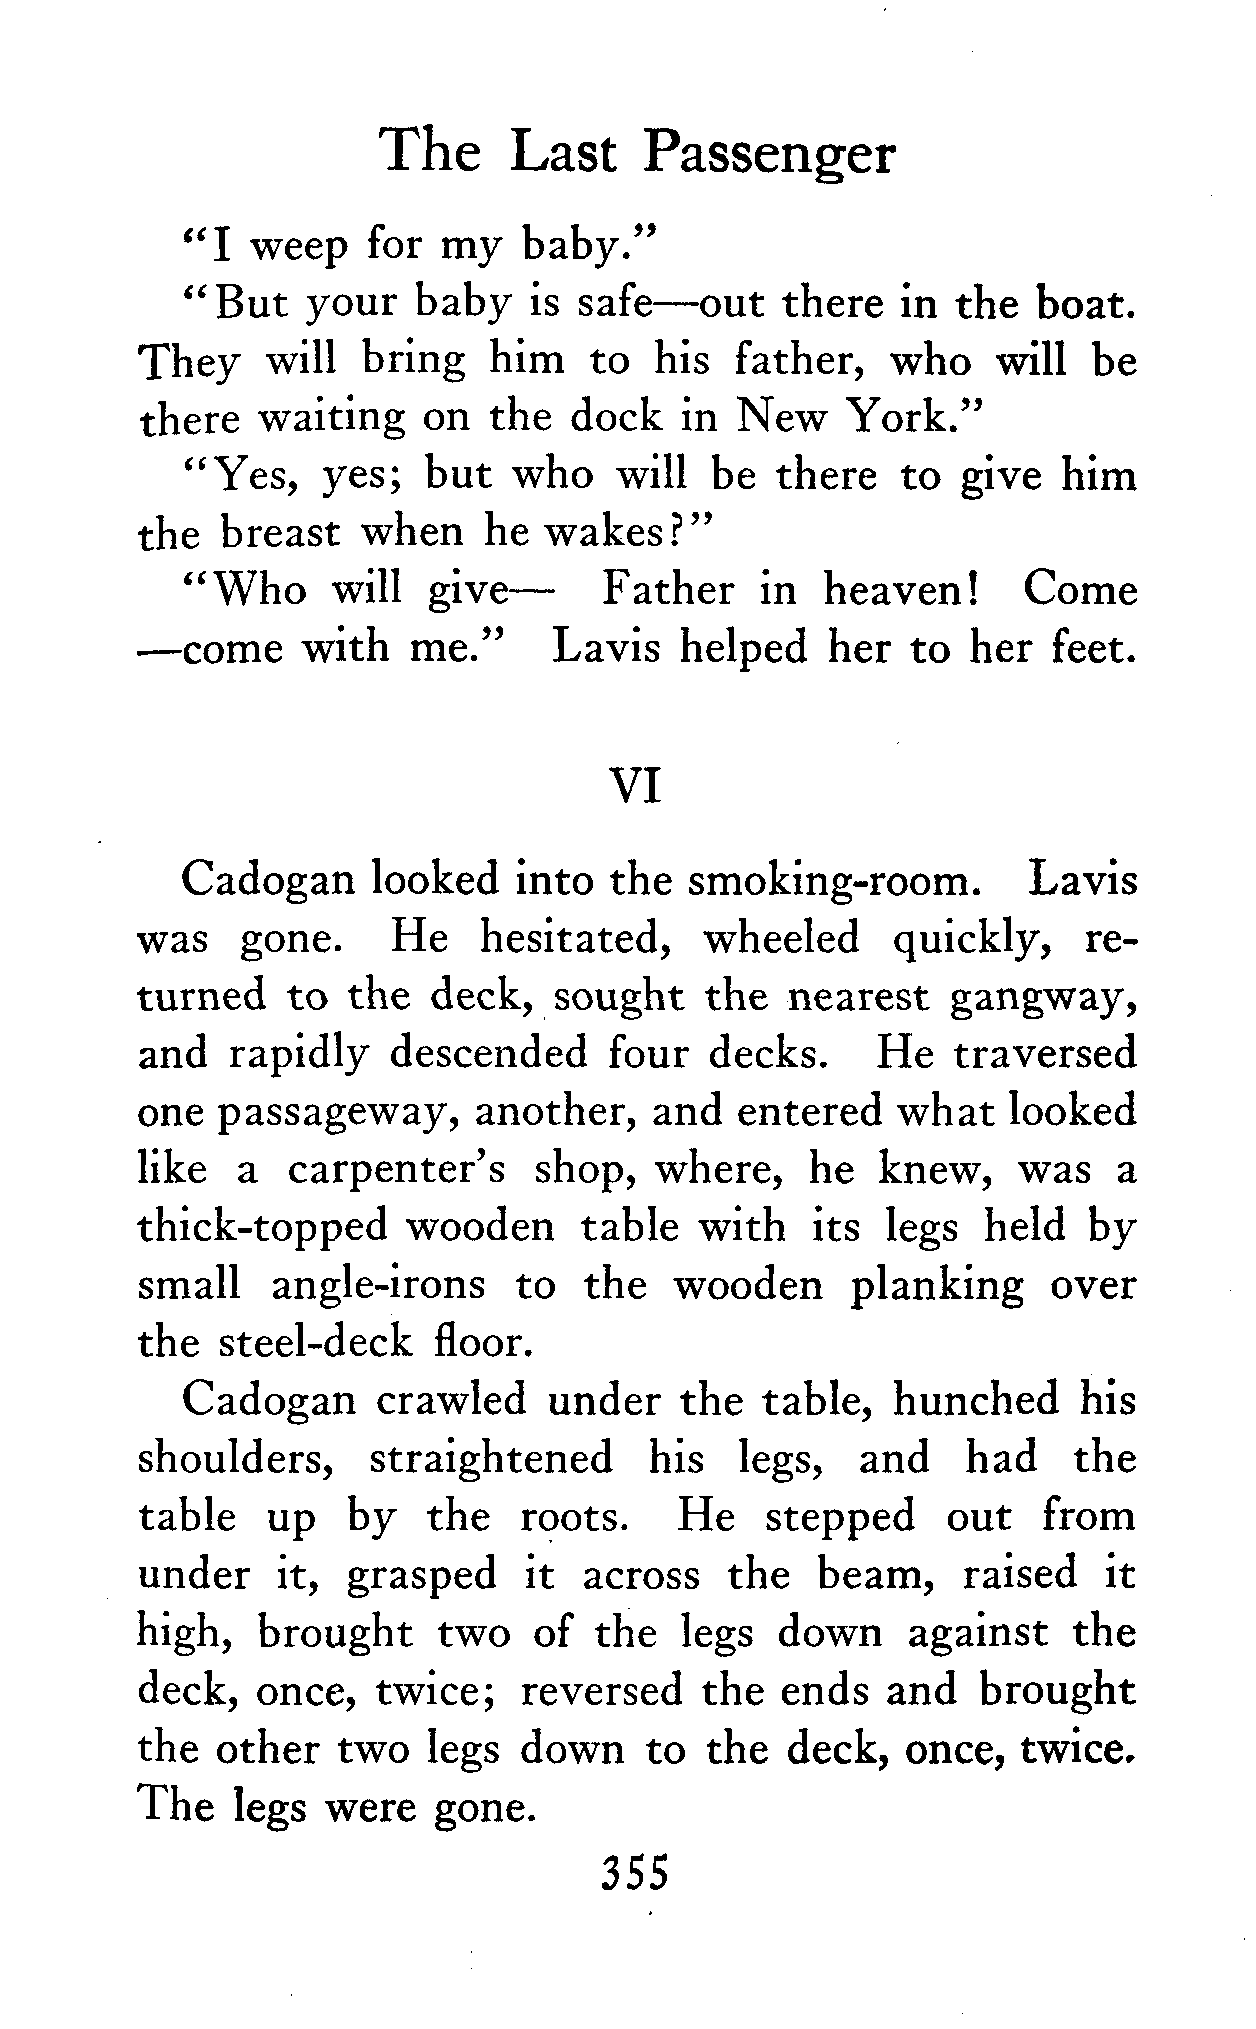 The Last Passenger
“I weep for my baby.”
“But your baby is safe—out there in the boat.
They will bring him to his father, who will be
there waiting on the dock in New York.”
“Yes, yes; but who will be there to give him
the breast when he wakes?”
“Who will give— Father in heaven! Come
—come with me.” Lavis helped her to her feet.
VI
Cadogan looked into the smoking-room. Lavis
was gone. He hesitated, wheeled quickly, re-
turned to the deck, sought the nearest gangway,
and rapidly descended four decks. He traversed
one passageway, another, and entered what looked
like a carpenter’s shop, where, he knew, was a
thick-topped wooden table with its legs held by
small angle-irons to the wooden planking over
the steel-deck floor.
Cadogan crawled under the table, hunched his
shoulders, straightened his legs, and had the
table up by the roots. He stepped out from
under it, grasped it across the beam, raised it
high, brought two of the legs down against the
deck, once, twice; reversed the ends and brought
the other two legs down to the deck, once, twice.
The legs were gone.
355